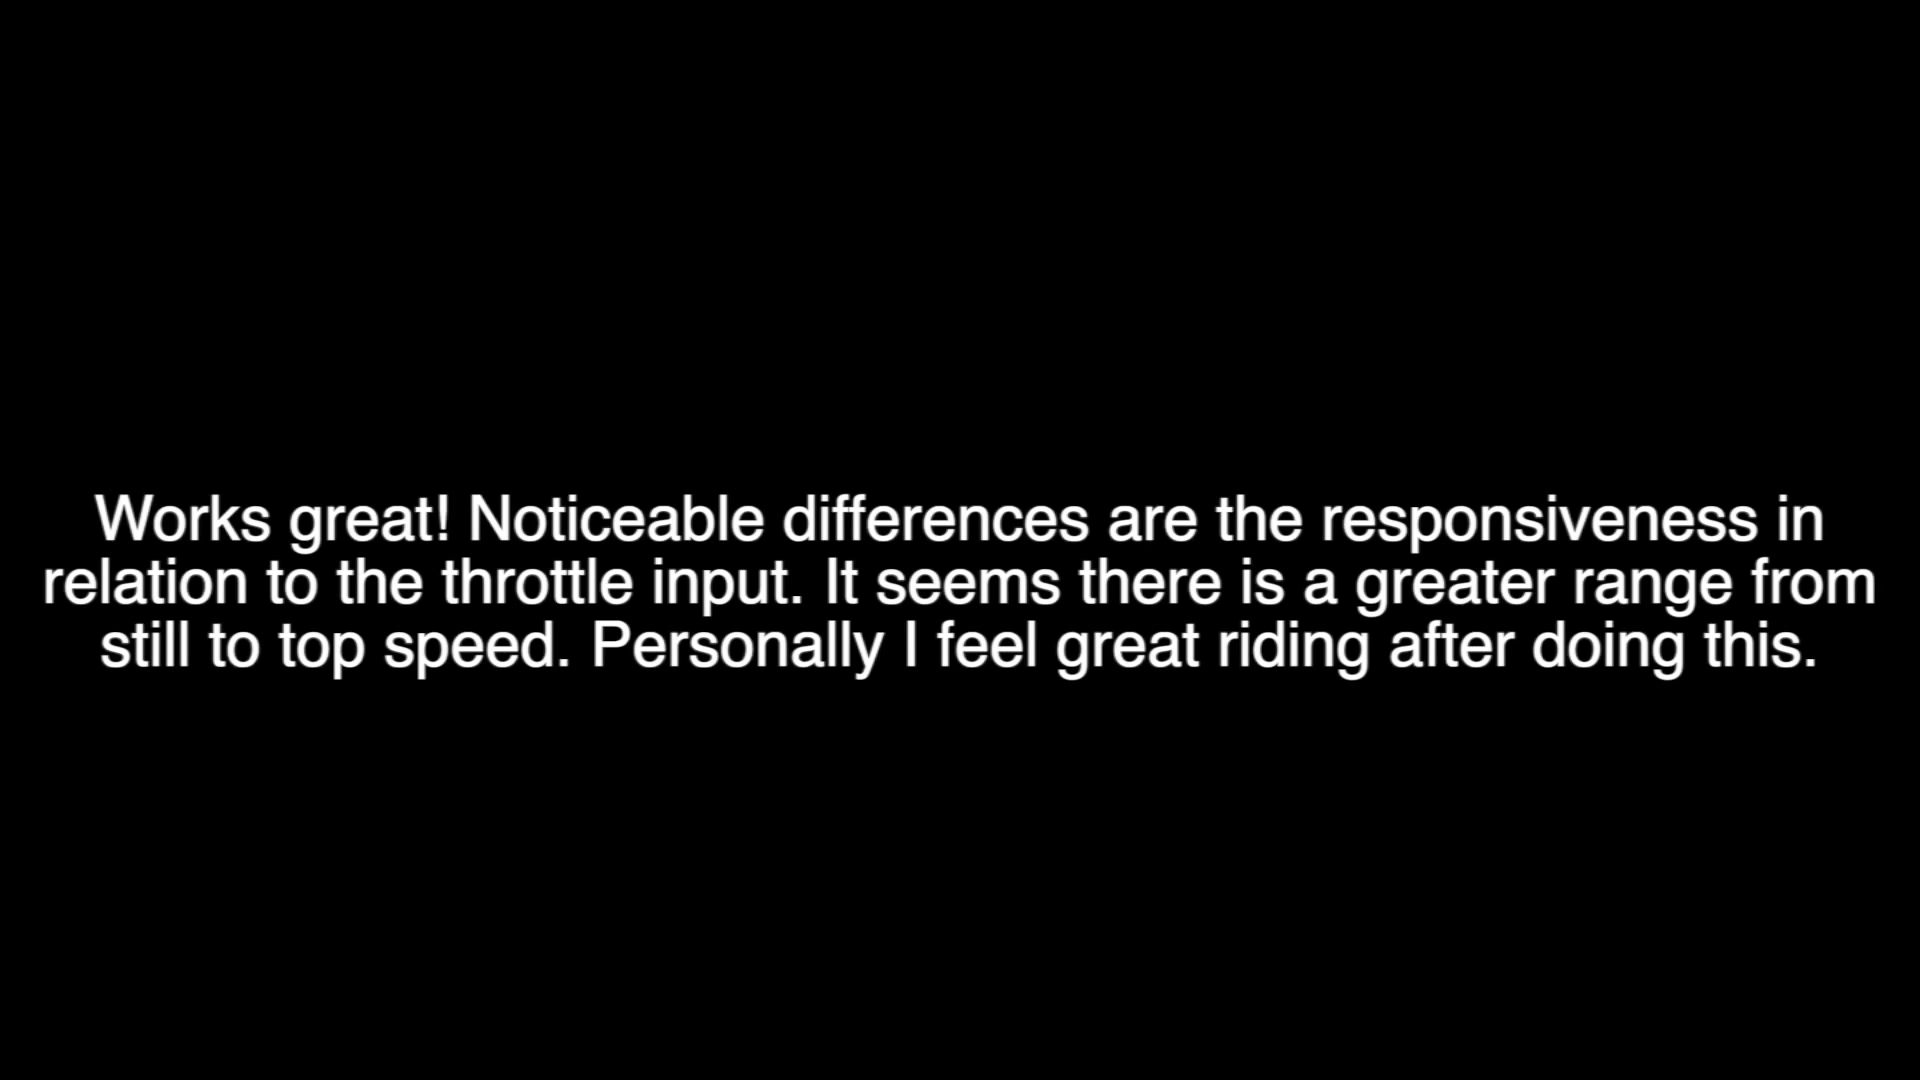 Works great! Noticeable differences are the responsiveness in
relation to the throttle input. It seems there is a greater range from
still to top speed. Personally I feel great riding after doing this.